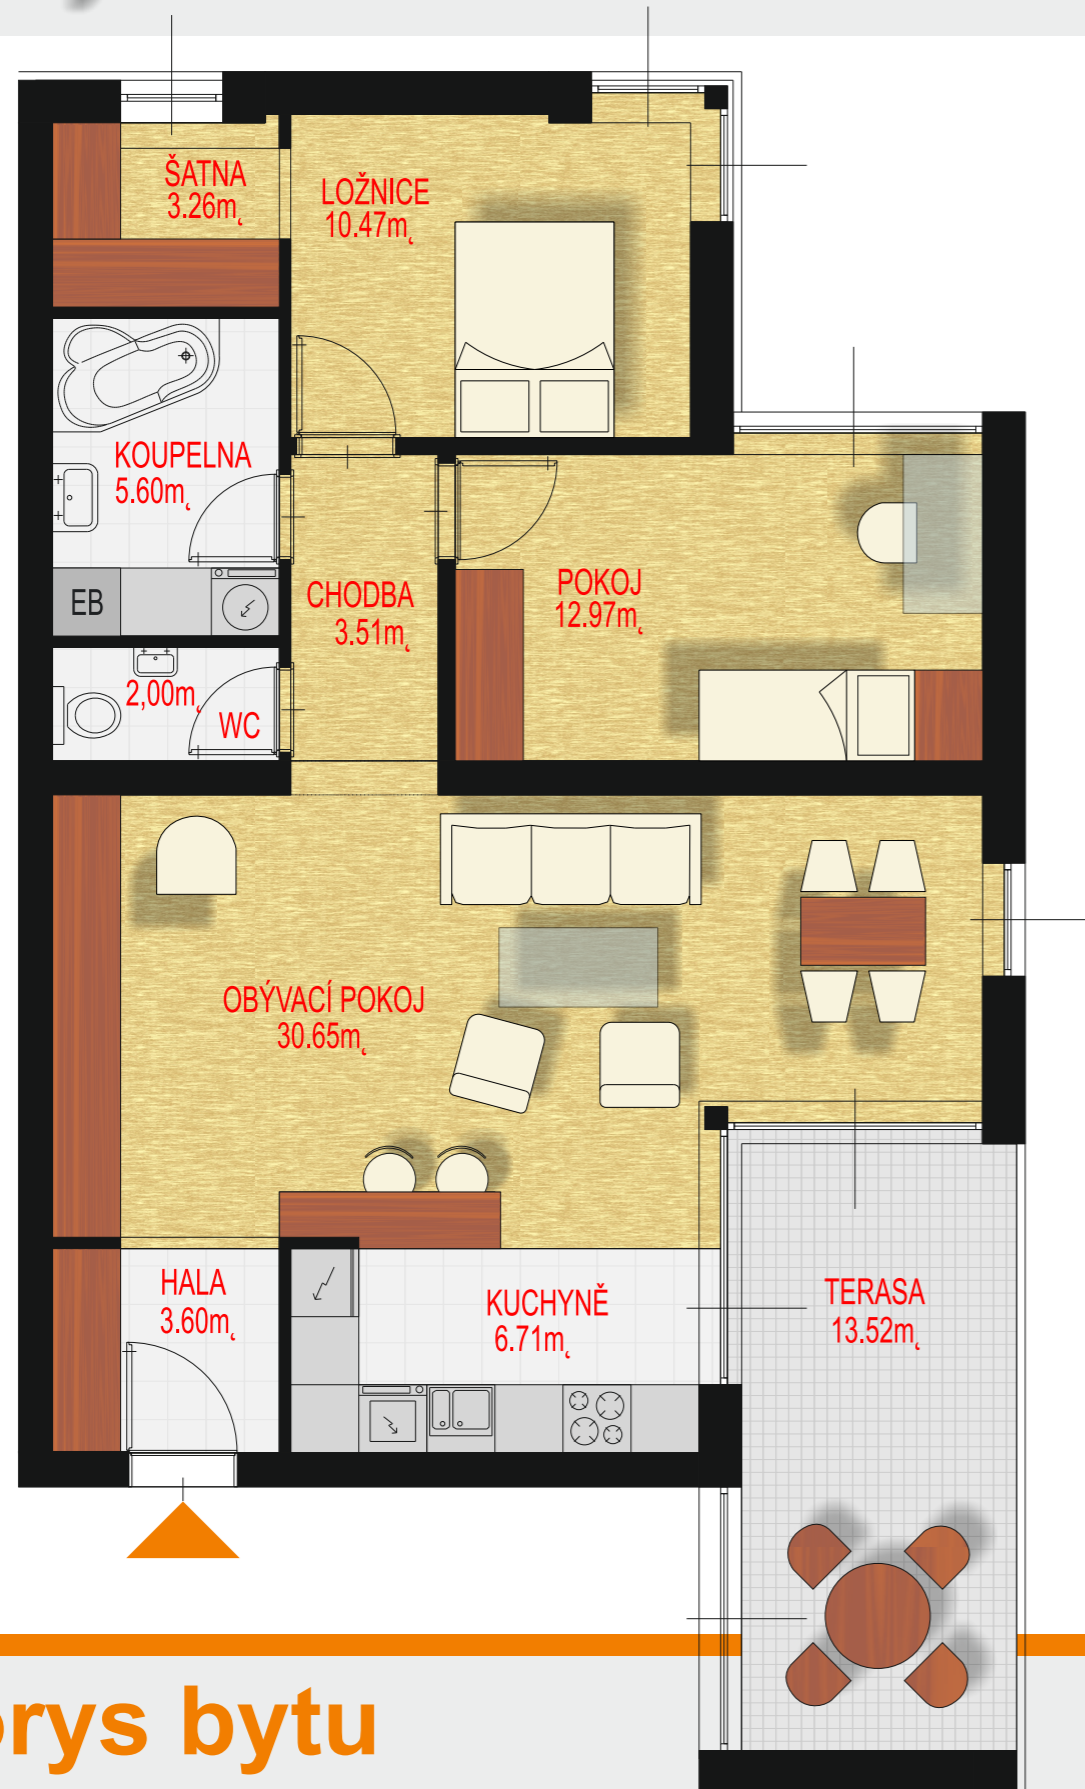 ŠATNA
3.26m
LOŽNICE
10.47m
KOUPELNA
5.60m
EB
CHODBA
3.51m
POKOJ
12.97m
2,00m
WC
OBÝVACÍ POKOJ
30.65m
HALA
3.60m
KUCHYNĚ
6.71m
TERASA
13.52m
orys bytu